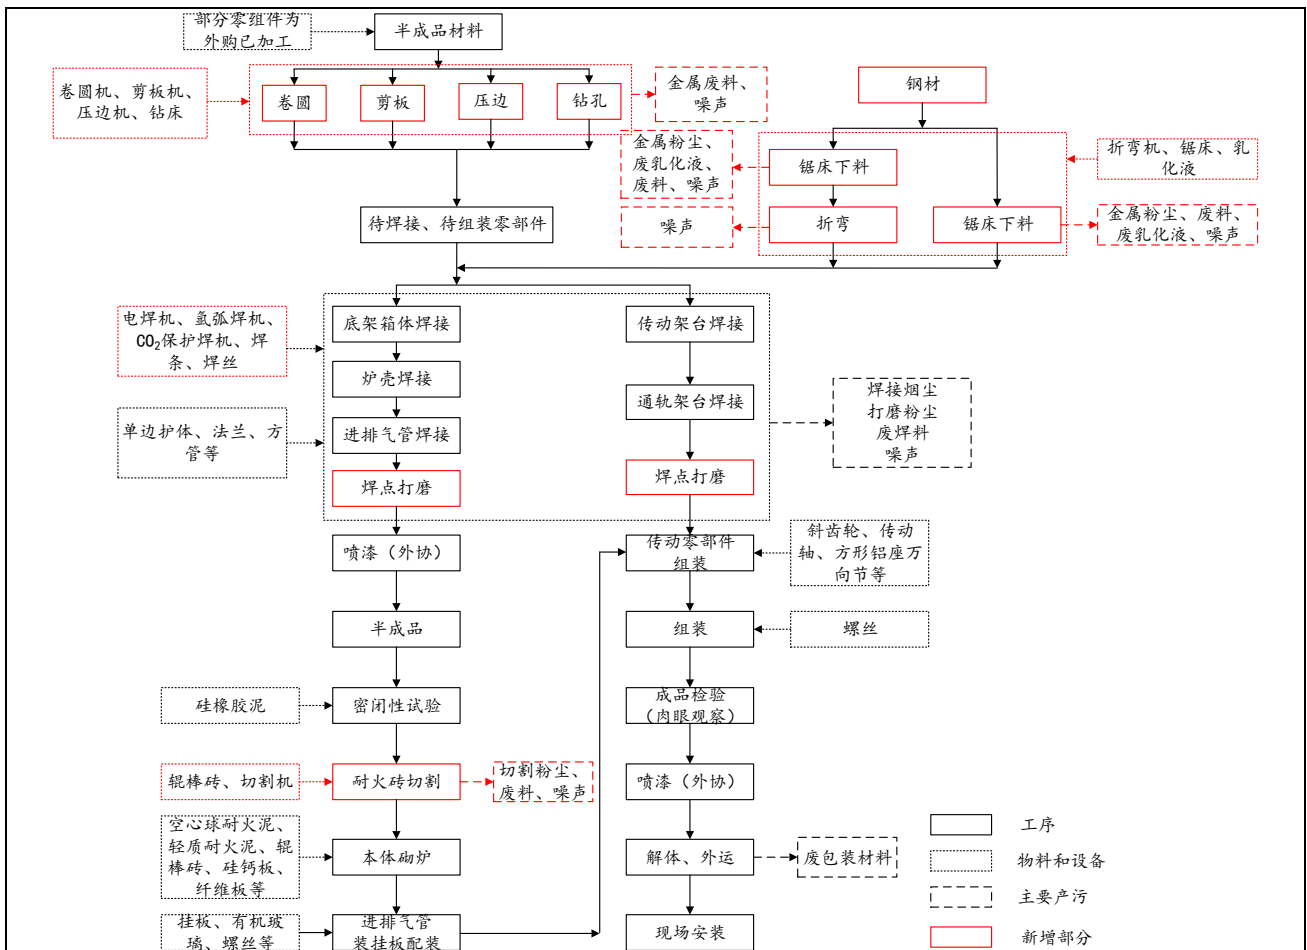 部分零组件为
外购已加工
半成品材料
卷圆机、剪板机、
压边机、钻床
卷圆
剪板
压边
钻孔
金属废料、
噪声
钢材
金属粉尘、
废乳化液、
废料、噪声
锯床下料
折弯机、锯床、乳
化液
噪声
折弯
锯床下料
金属粉尘、废料、
废乳化液、噪声
待焊接、待组装零部件
电焊机、氩弧焊机、
CO₂保护焊机、焊
条、焊丝
底架箱体焊接
传动架台焊接
炉壳焊接
通轨架台焊接
单边护体、法兰、方
管等
进排气管焊接
焊点打磨
焊点打磨
焊接烟尘
打磨粉尘
废焊料
噪声
喷漆（外协）
传动零部件
组装
斜齿轮、传动
轴、方形铝座万
向节等
半成品
组装
螺丝
硅橡胶泥
密闭性试验
成品检验
（肉眼观察）
辊棒砖、切割机
耐火砖切割
切割粉尘、
废料、噪声
喷漆（外协）
空心球耐火泥、
轻质耐火泥、辊
棒砖、硅钙板、
纤维板等
本体砌炉
解体、外运
废包装材料
挂板、有机玻
璃、螺丝等
进排气管
装挂板配装
现场安装
工序
物料和设备
主要产污
新增部分